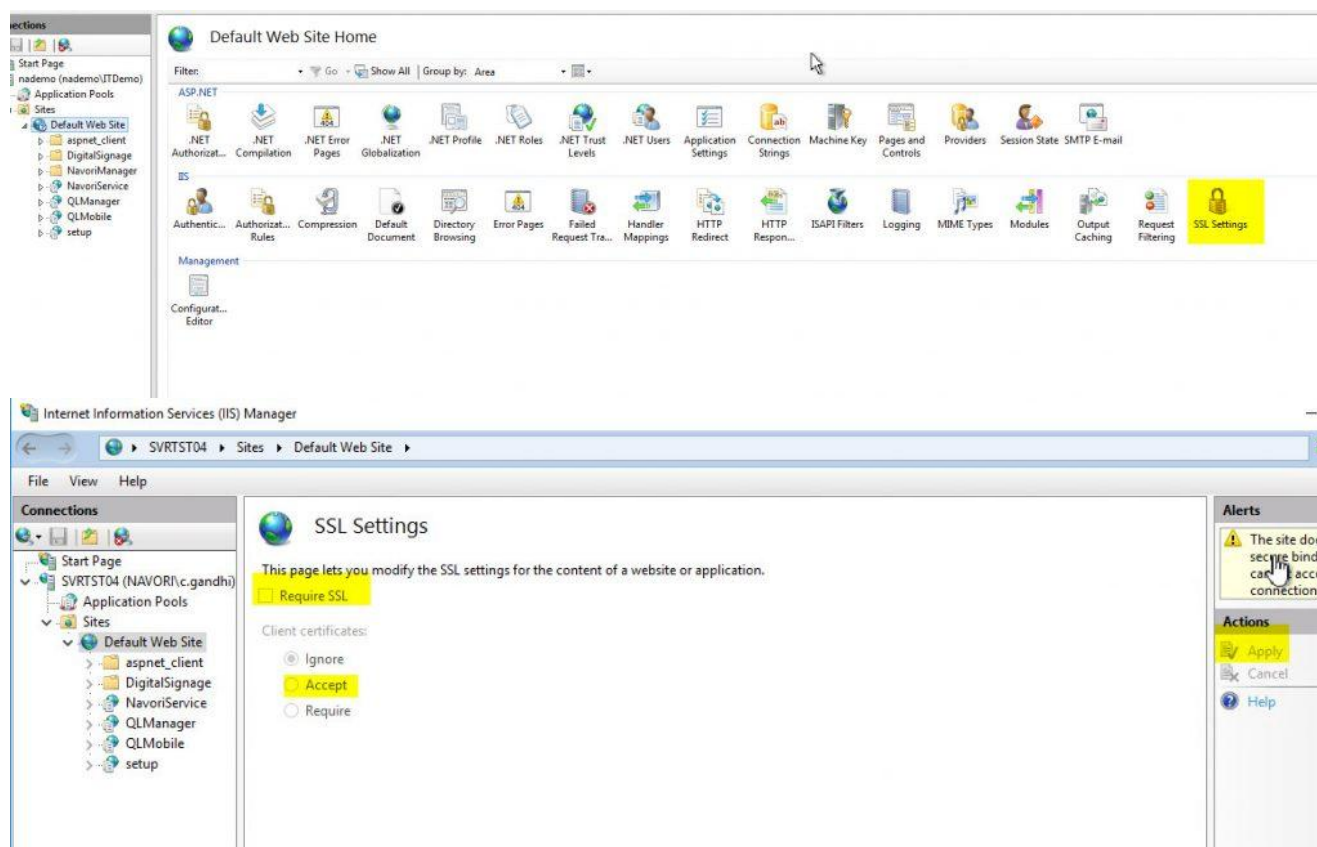 ections
Default Web Site Home
Start Page
nademo (nademo\ITDemo)
Application Pools
Sites
Default Web Site
aspnet_client
DigitalSignage
NavoriManager
NavoriService
QLManager
QLMobile
setup
Filter: Go Show All Group by: Area
ASP.NET
.NET Authorizat...
.NET Compilation
.NET Error Pages
.NET Globalization
.NET Profile
.NET Roles
.NET Trust Levels
.NET Users
Application Settings
Connection Strings
Machine Key
Pages and Controls
Providers
Session State
SMTP E-mail
IIS
Authentic...
Authorizat... Rules
Compression
Default Document
Directory Browsing
Error Pages
Failed Request Tra...
Handler Mappings
HTTP Redirect
HTTP Respon...
ISAPI Filters
Logging
MIME Types
Modules
Output Caching
Request Filtering
SSL Settings
Management
Configurat... Editor
Internet Information Services (IIS) Manager
SVRTST04 Sites Default Web Site
File View Help
Connections
Start Page
SVRTST04 (NAVORI\c.gandhi)
Application Pools
Sites
Default Web Site
aspnet_client
DigitalSignage
NavoriService
QLManager
QLMobile
setup
SSL Settings
This page lets you modify the SSL settings for the content of a website or application.
Require SSL
Client certificates:
Ignore
Accept
Require
Alerts
The site do
secure bind
acc
connection
Actions
Apply
Cancel
Help